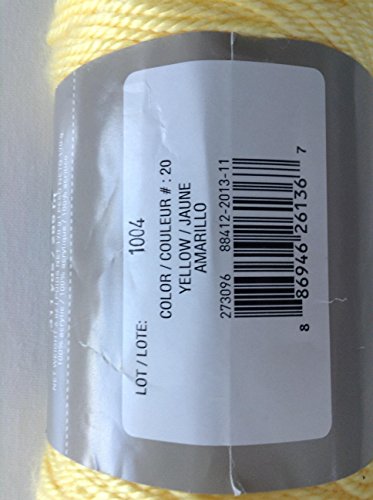 LOT / LOTE: 1004
COLOR / COULEUR # : 20
YELLOW / JAUNE
AMARILLO
273096 88412-2013-11
8 86946 26136 7